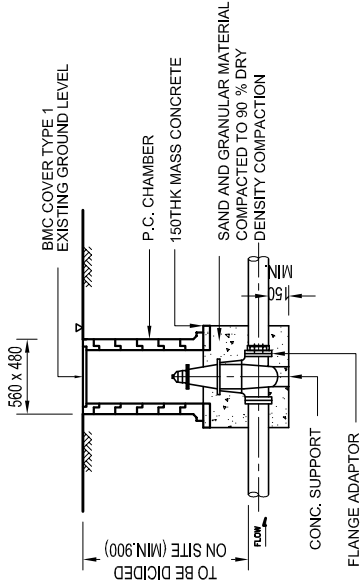 560 x 480
BMC COVER TYPE 1
EXISTING GROUND LEVEL
P.C. CHAMBER
150THK MASS CONCRETE
SAND AND GRANULAR MATERIAL
COMPACTED TO 90 % DRY
DENSITY COMPACTION
TO BE DICIDED
ON SITE (MIN.900)
FLOW
150
MIN
CONC. SUPPORT
FLANGE ADAPTOR